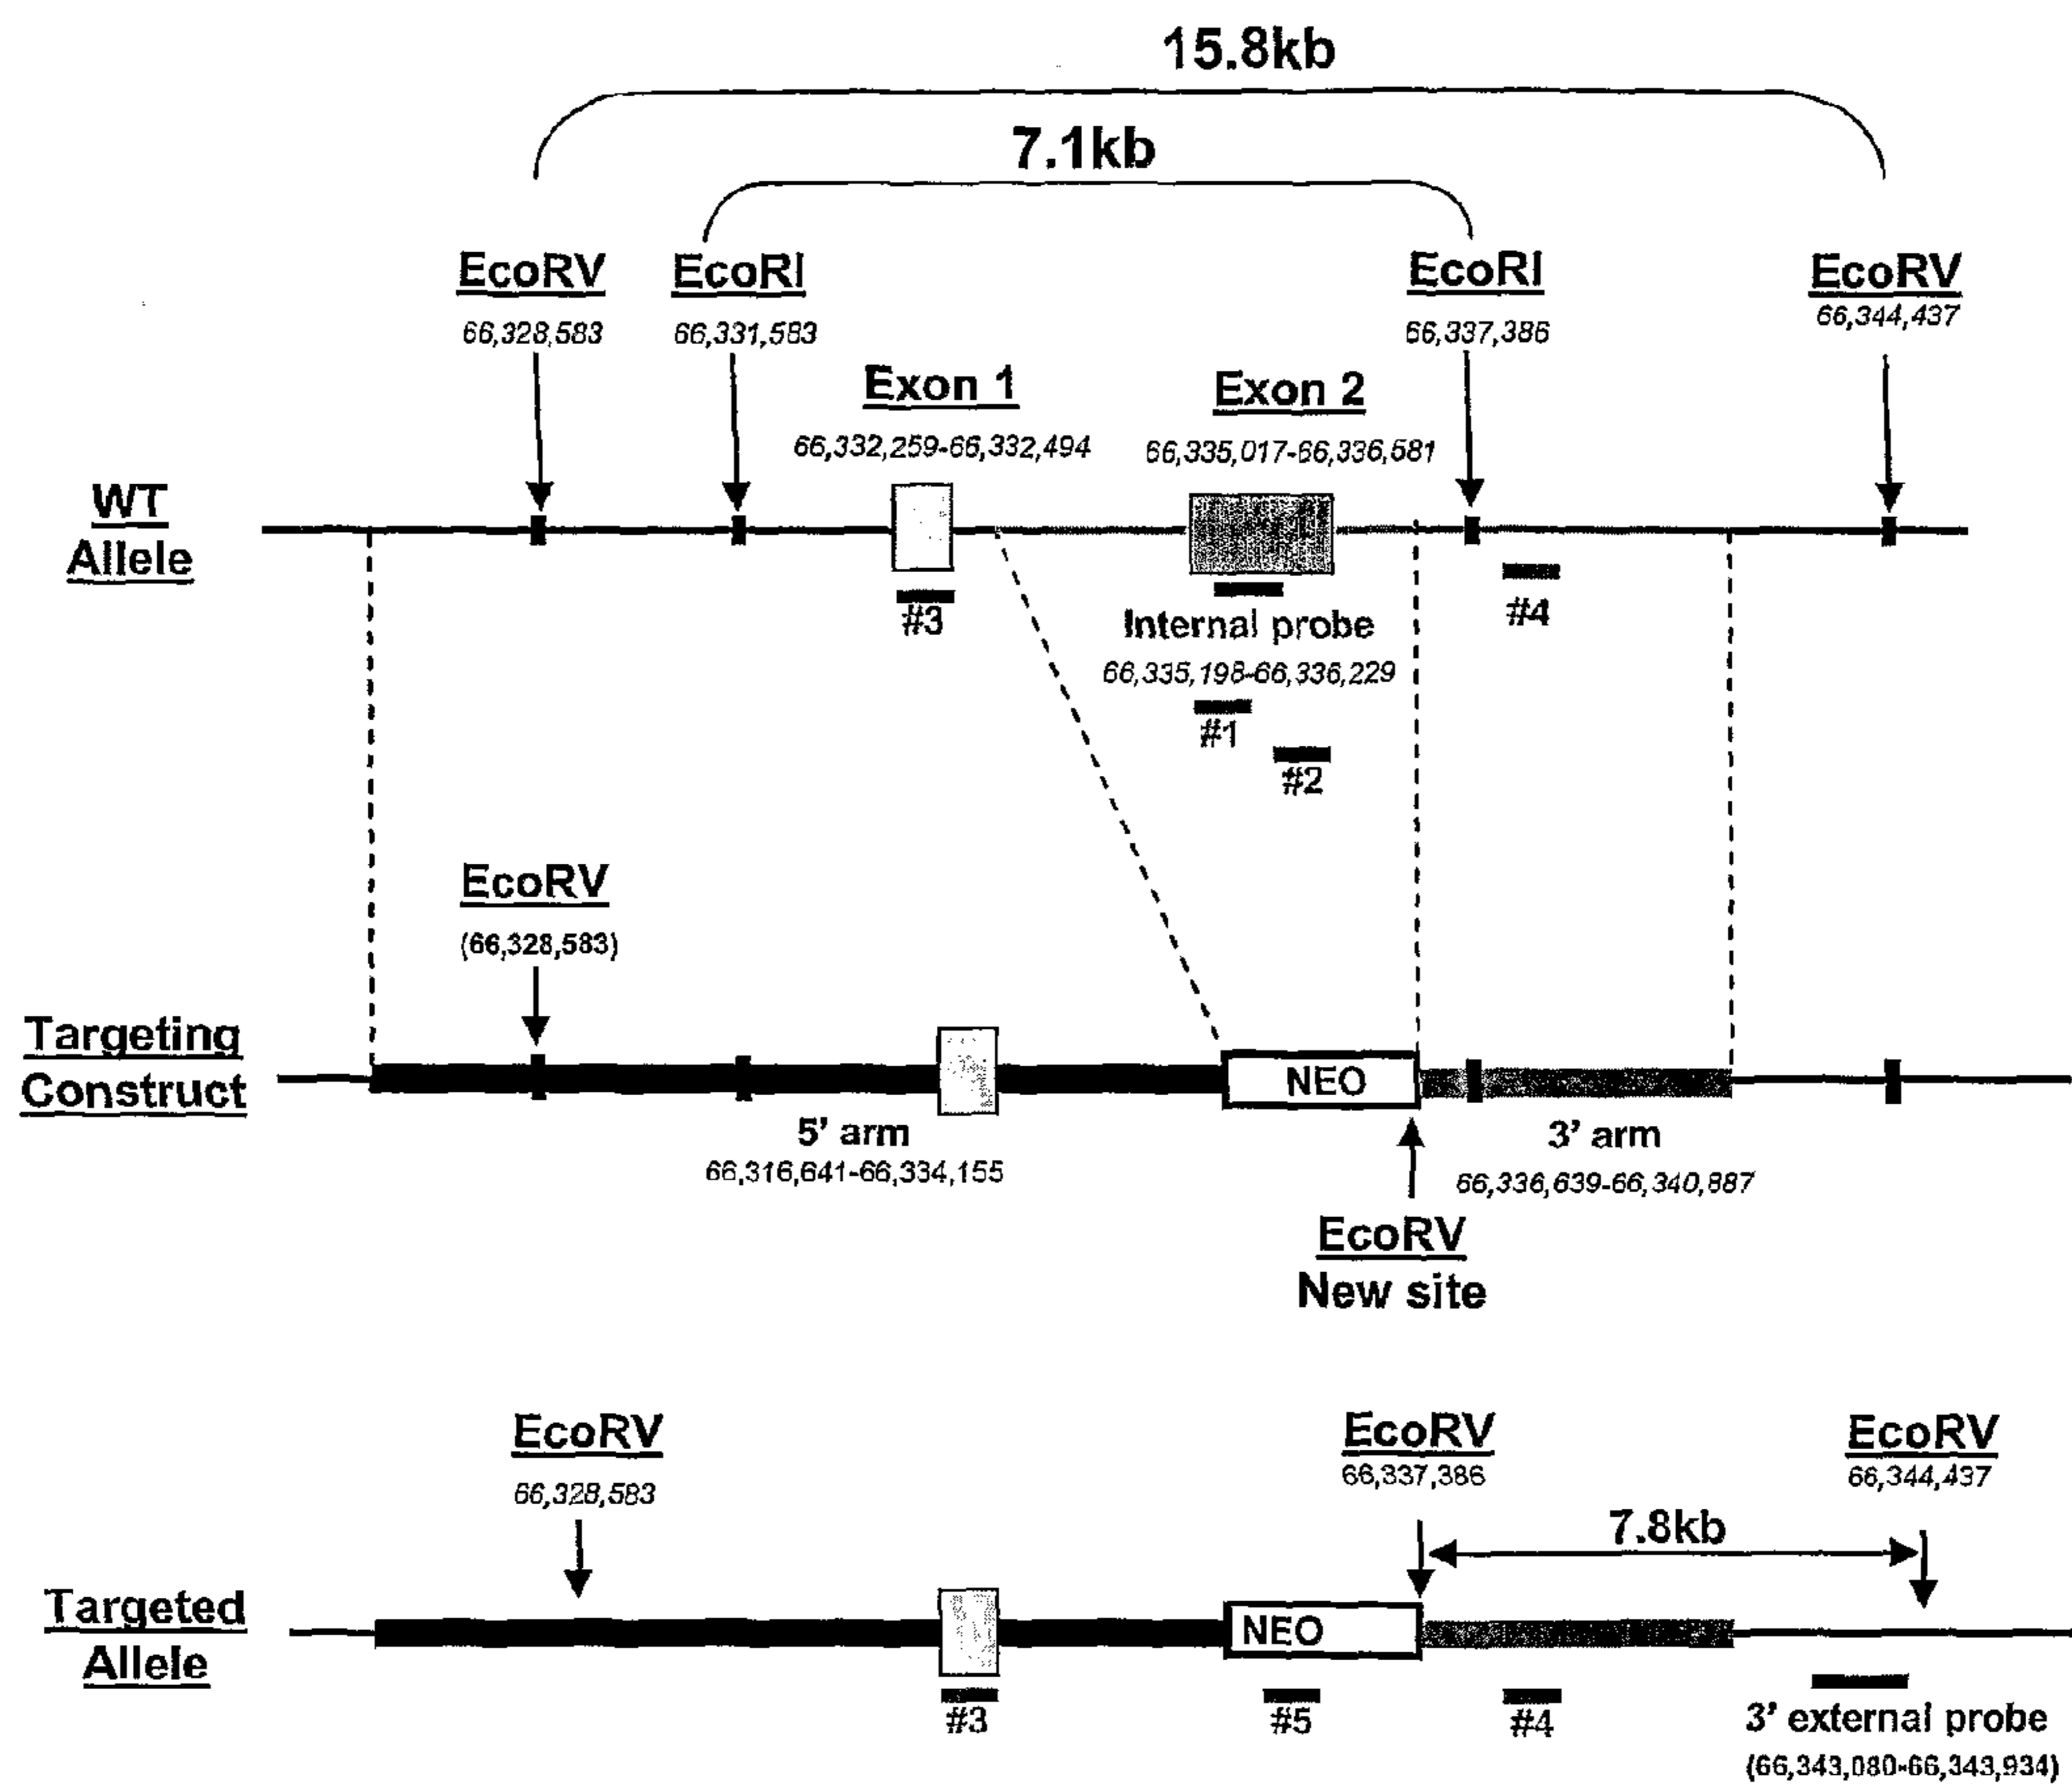 15.8kb
7.1kb
EcoRV
EcoRI
EcoRI
EcoRV
66,328,583
66,331,583
66,337,386
66,344,437
Exon 1
Exon 2
66,332,259-66,332,494
66,335,017-66,336,581
WT
Allele
#3
Internal probe
66,335,198-66,336,229
#4
#1
#2
EcoRV
(66,328,583)
Targeting
Construct
NEO
5' arm
66,316,641-66,334,155
3' arm
66,336,639-66,340,887
EcoRV
New site
EcoRV
66,328,583
EcoRV
66,337,386
EcoRV
66,344,437
7.8kb
Targeted
Allele
NEO
#3
#5
#4
3' external probe
(66,343,080-66,343,934)